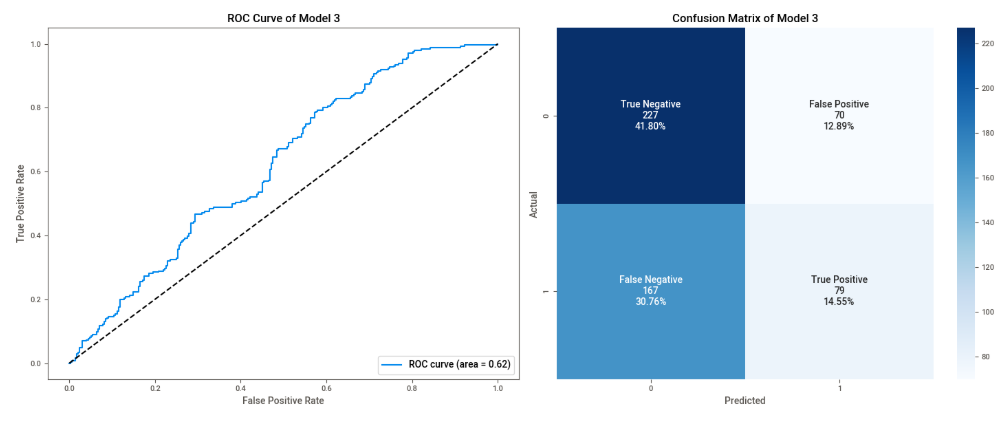 ROC Curve of Model 3
1.0
0.8
0.6
0.4
0.2
0.0
True Positive Rate
0.0 0.2 0.4 0.6 0.8 1.0
False Positive Rate
ROC curve (area = 0.62)
Confusion Matrix of Model 3
Actual
0
1
True Negative
227
41.80%
False Positive
70
12.89%
False Negative
167
30.76%
True Positive
79
14.55%
0 1
Predicted
220
200
180
160
140
120
100
80